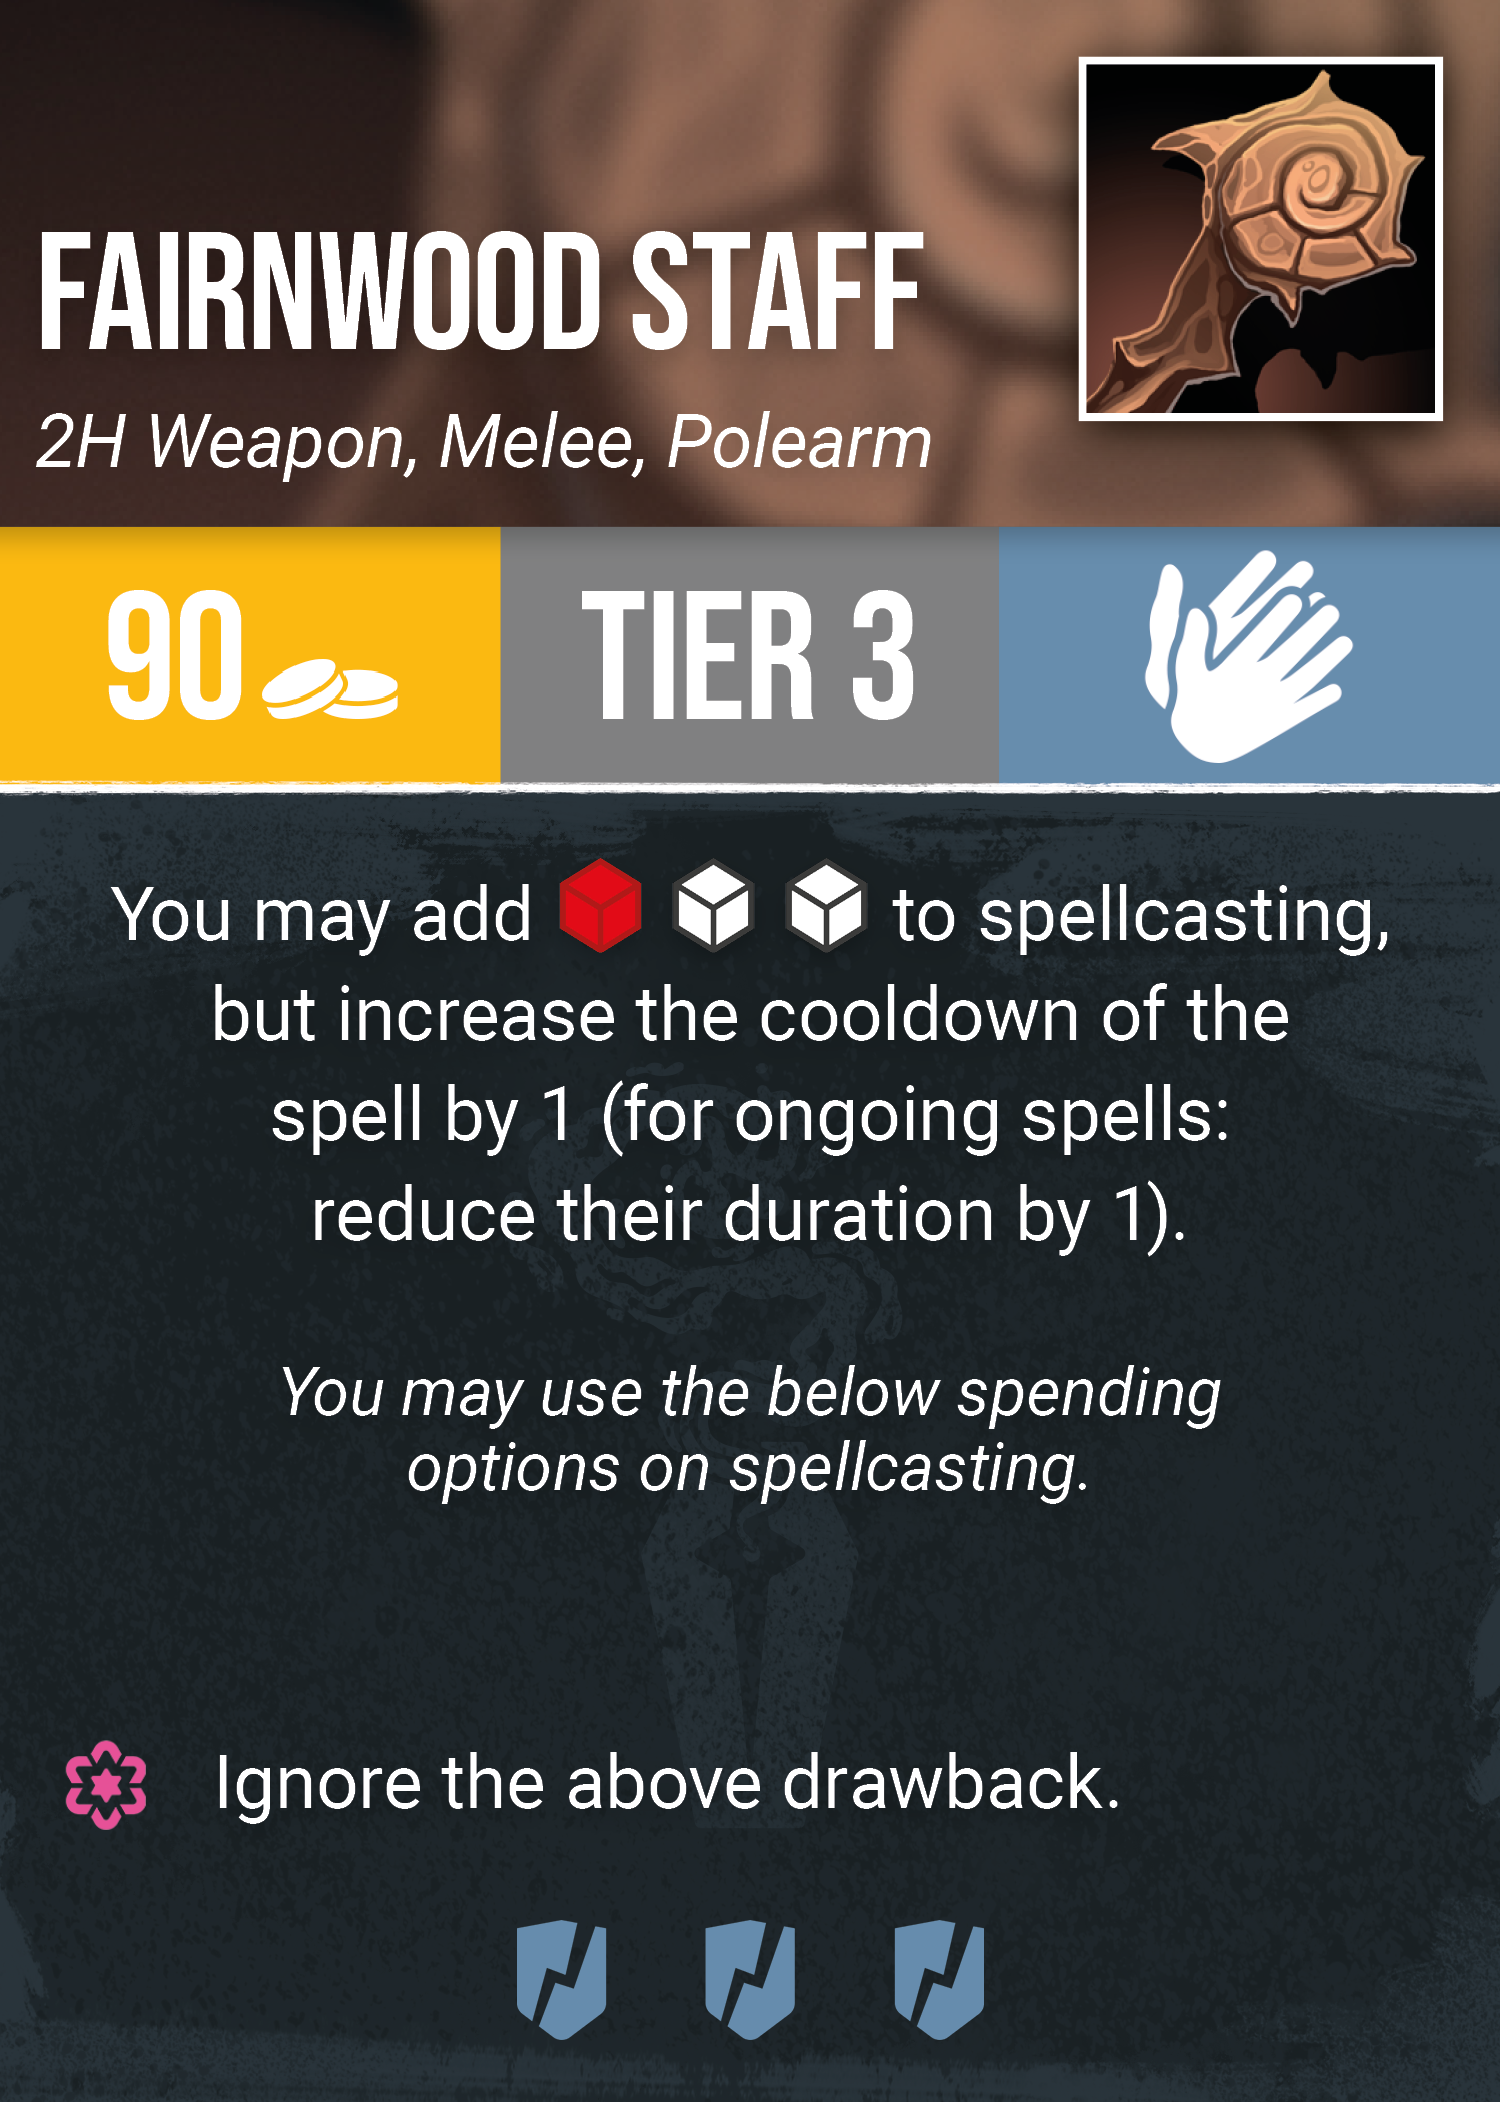 FAIRNWOOD STAFF
2H Weapon, Melee, Polearm
90
TIER 3
You may add to spellcasting,
but increase the cooldown of the
spell by 1 (for ongoing spells:
reduce their duration by 1).
You may use the below spending
options on spellcasting.
Ignore the above drawback.